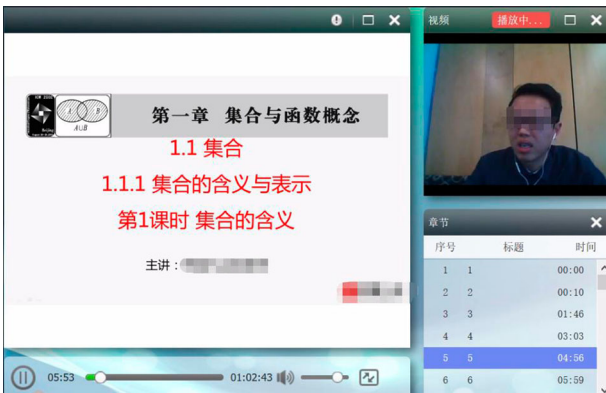 视频
播放中...
第一章 集合与函数概念
A B
A∪B
1.1 集合
1.1.1 集合的含义与表示
第1课时 集合的含义
主讲：
章节
序号 标题 时间
1 1 00:00
2 2 00:10
3 3 01:46
4 4 03:03
5 5 04:56
6 6 05:59
05:53 01:02:43